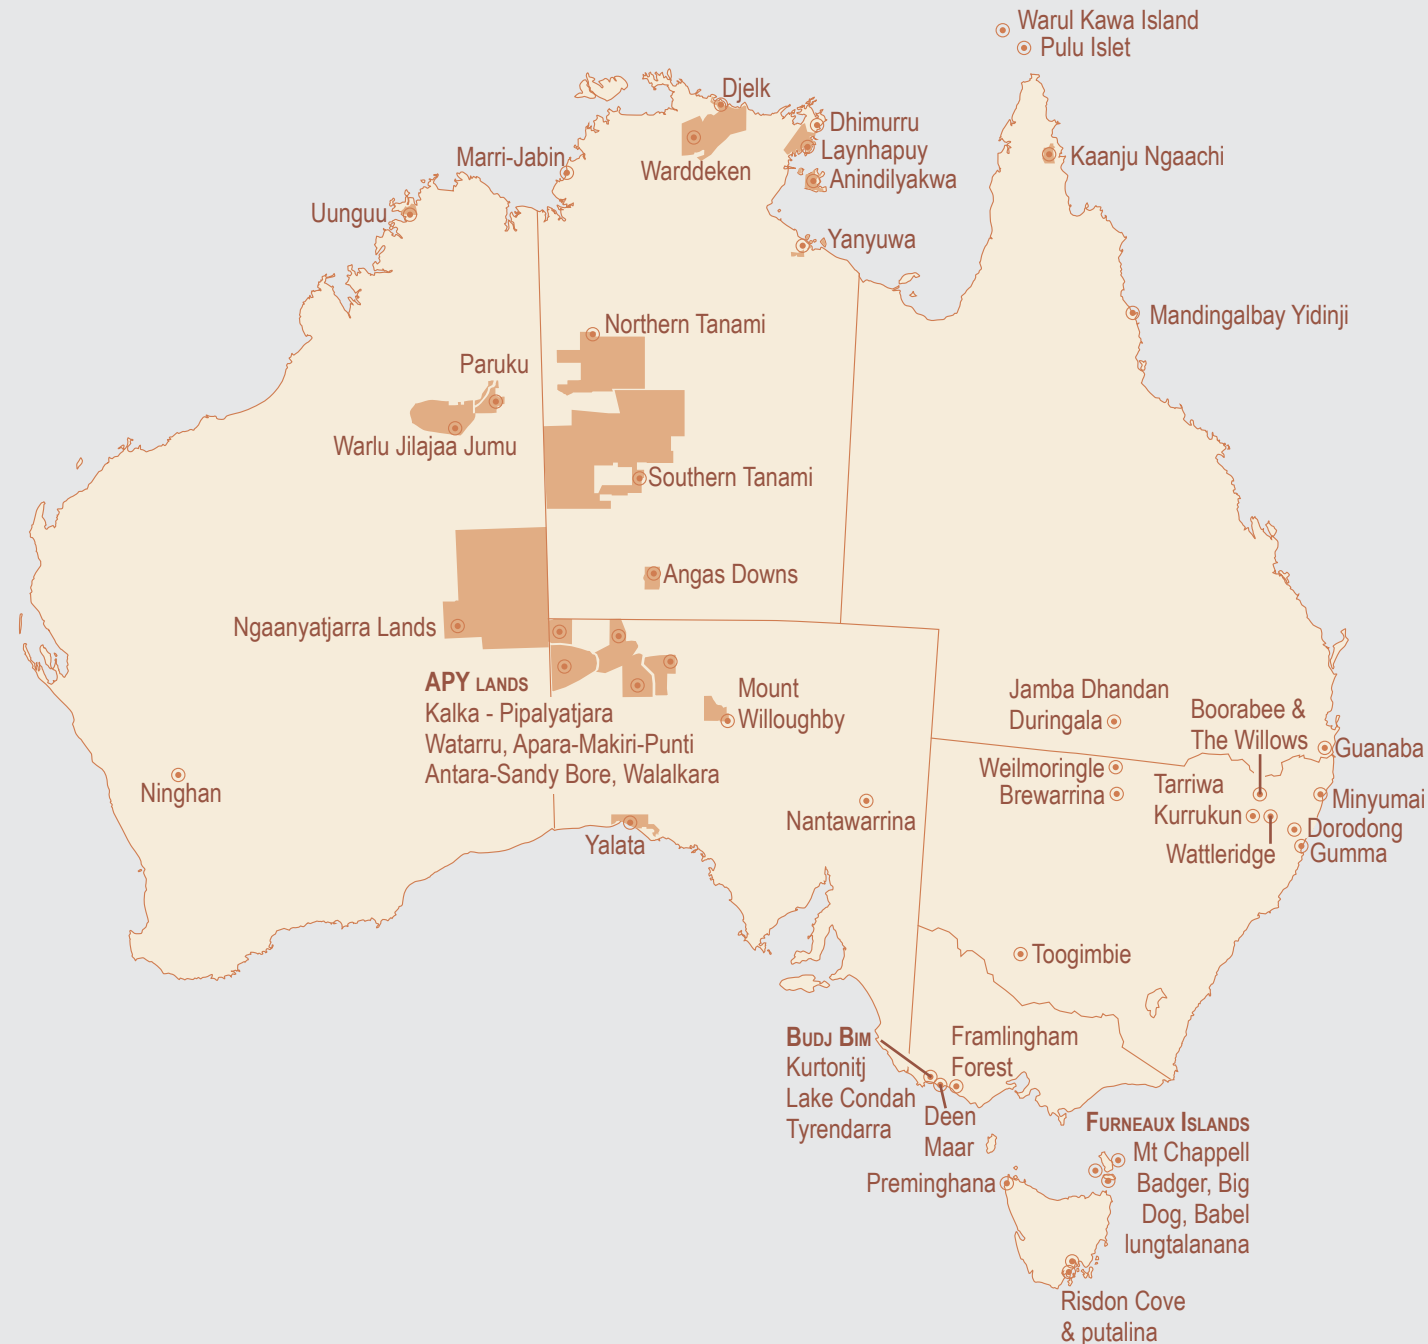 Warul Kawa Island
Pulu Islet
Djelk
Dhimurru
Laynhapuy
Anindilyakwa
Warddeken
Marri-Jabin
Uunguu
Yanyuwa
Kaanju Ngaachi
Mandingalbay Yidinji
Northern Tanami
Paruku
Warlu Jilajaa Jumu
Southern Tanami
Angas Downs
Ngaanyatjarra Lands
APY LANDS
Kalka - Pipalyatjara
Watarru, Apara-Makiri-Punti
Antara-Sandy Bore, Walalkara
Mount
Willoughby
Jamba Dhandan
Duringala
Boorabee &
The Willows
Guanaba
Weilmoringle
Brewarrina
Tarriwa
Kurrukun
Minyumai
Wattleridge
Dorodong
Gumma
Ninghan
Nantawarrina
Yalata
Toogimbie
BUDJ BIM
Kurtonitj
Lake Condah
Tyrendarra
Framlingham
Forest
Deen
Maar
FURNEAUX ISLANDS
Mt Chappell
Badger, Big
Dog, Babel
lungtalanana
Preminghana
Risdon Cove
& putalina